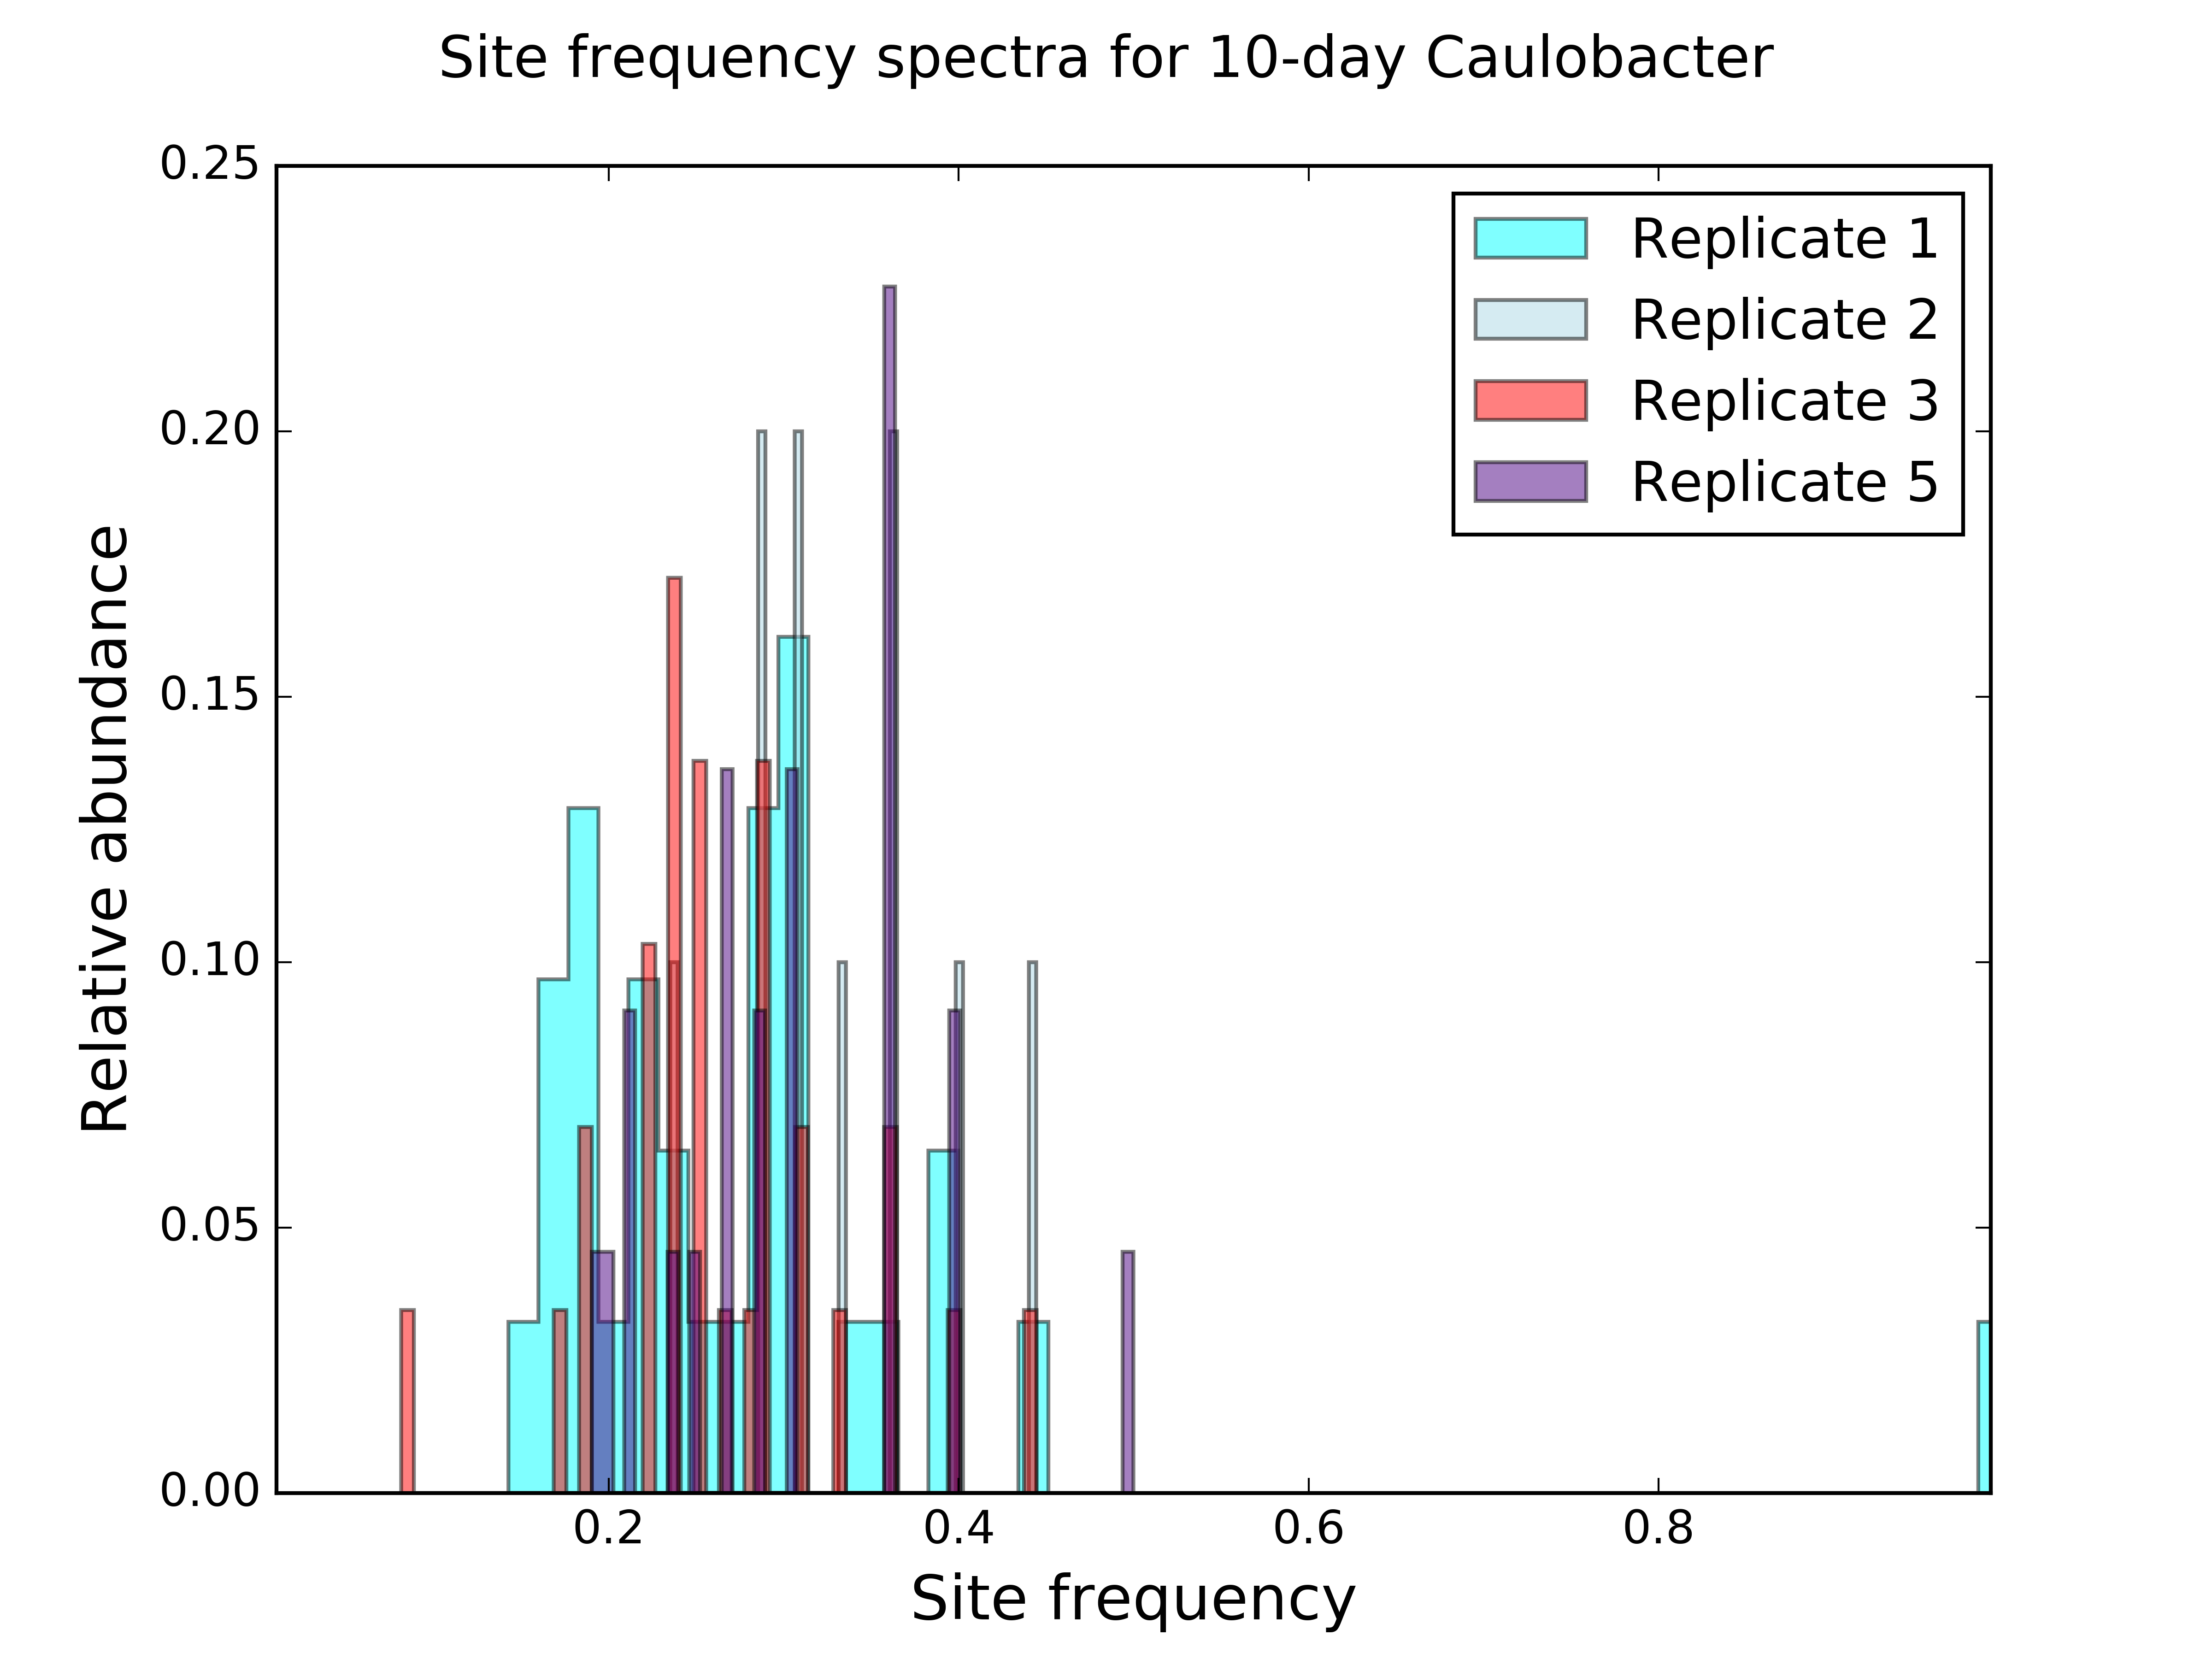 Site frequency spectra for 10-day Caulobacter
0.25
0.20
0.15
0.10
0.05
0.00
Relative abundance
Replicate 1
Replicate 2
Replicate 3
Replicate 5
0.2 0.4 0.6 0.8
Site frequency